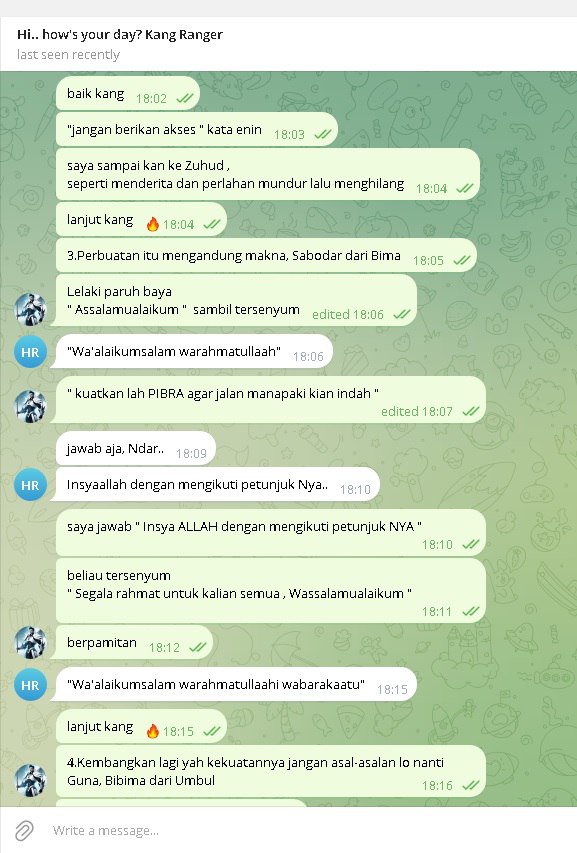 Hi.. how's your day? Kang Ranger
last seen recently
baik kang 18:02
"jangan berikan akses " kata enin 18:03
saya sampai kan ke Zuhud ,
seperti menderita dan perlahan mundur lalu menghilang 18:04
lanjut kang 🔥 18:04
3.Perbuatan itu mengandung makna, Sabodar dari Bima 18:05
Lelaki paruh baya
" Assalamualaikum "  sambil tersenyum edited 18:06
HR
"Wa'alaikumsalam warahmatullaah" 18:06
" kuatkan lah PIBRA agar jalan manapaki kian indah "
edited 18:07
jawab aja, Ndar.. 18:09
HR
Insyaallah dengan mengikuti petunjuk Nya.. 18:10
saya jawab " Insya ALLAH dengan mengikuti petunjuk NYA "
18:10
beliau tersenyum
" Segala rahmat untuk kalian semua , Wassalamualaikum "
18:11
berpamitan 18:12
HR
"Wa'alaikumsalam warahmatullaahi wabarakaatu" 18:15
lanjut kang 🔥 18:15
4.Kembangkan lagi yah kekuatannya jangan asal-asalan lo nanti
Guna, Bibima dari Umbul 18:16
Write a message...